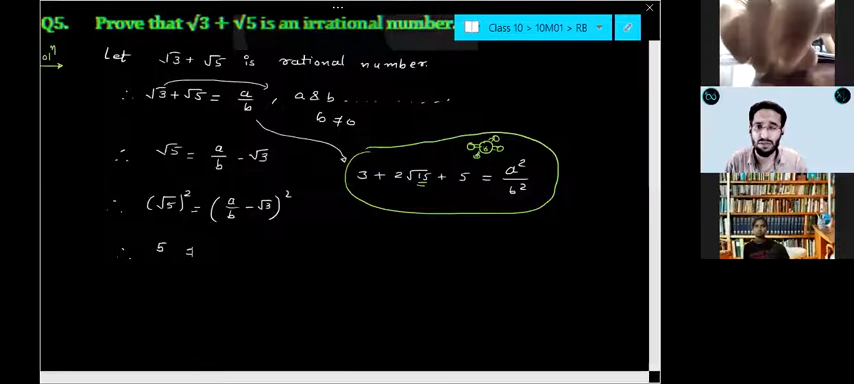 Q5. Prove that √3 + √5 is an irrational number.
Class 10 > 10M01 > RB
Let √3 + √5 is rational number.
∴ √3 + √5 = a/b , a & b ............
b ≠ 0
∴ √5 = a/b - √3
3 + 2√15 + 5 = a²/b²
∴ (√5)² = (a/b - √3)²
∴ 5 =